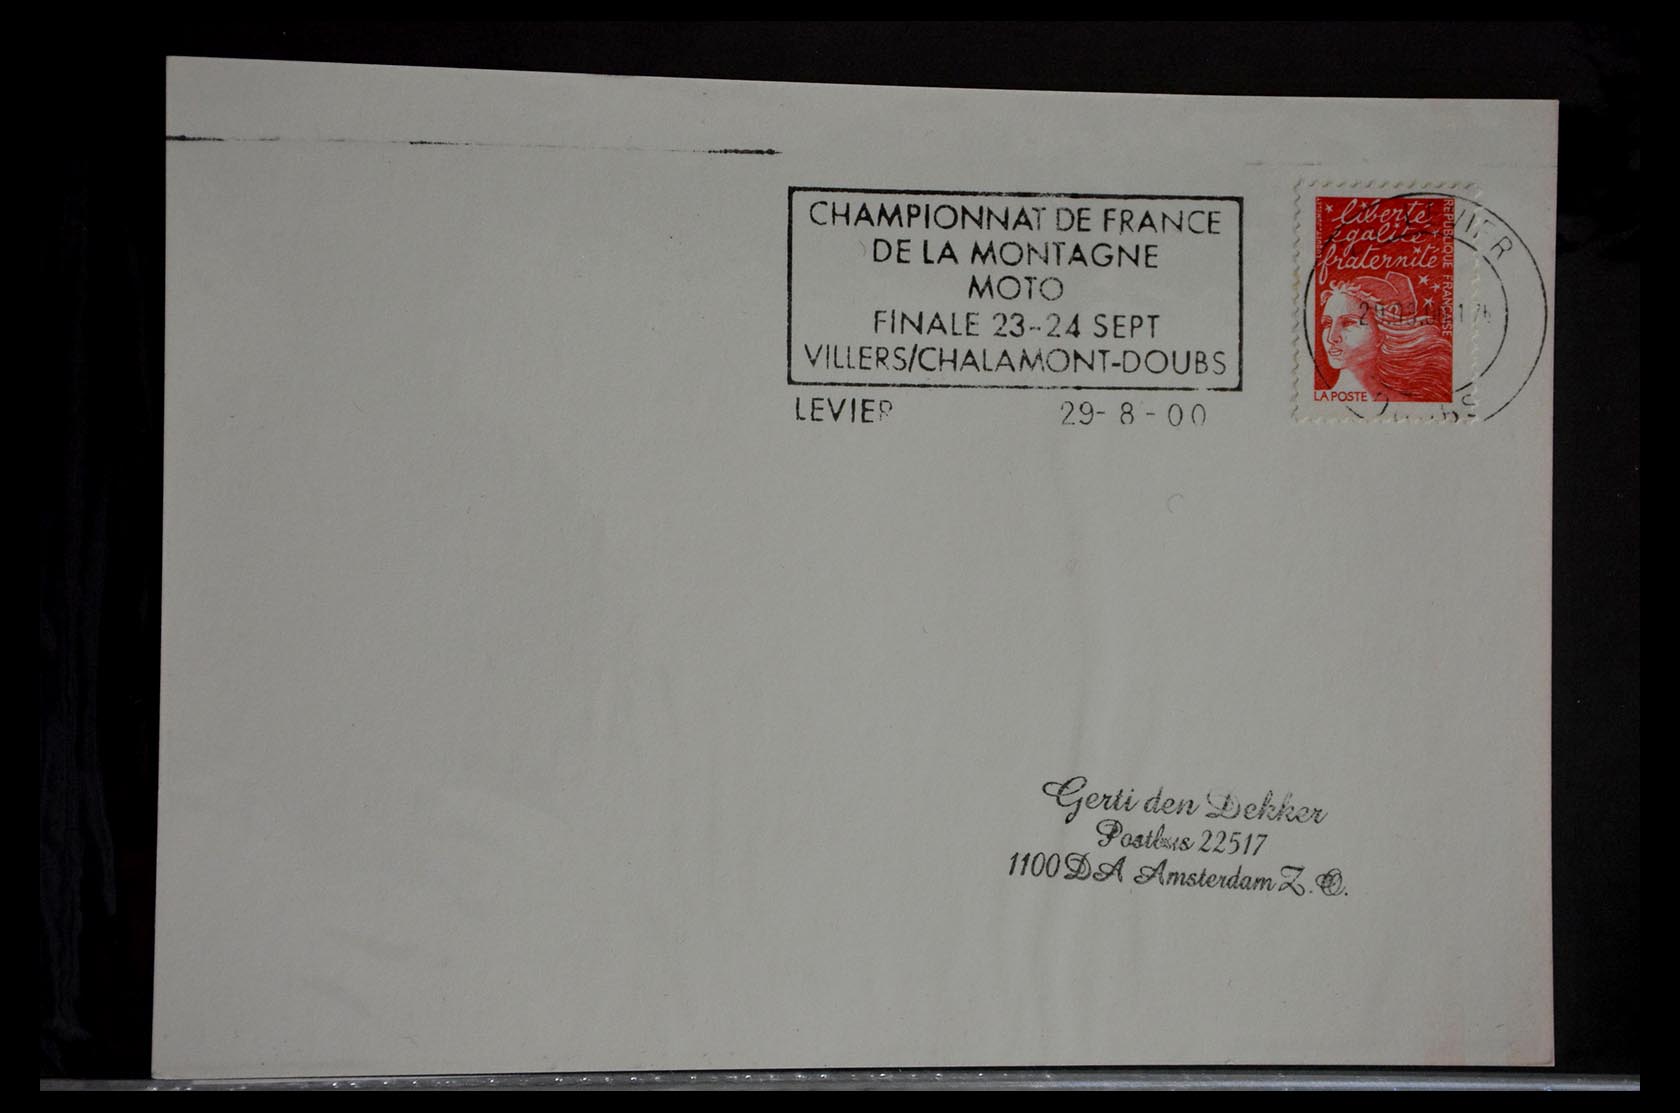 CHAMPIONNAT DE FRANCE
DE LA MONTAGNE
MOTO
FINALE 23-24 SEPT
VILLERS/CHALAMONT-DOUBS
LEVIER 29-8-00
liberté
égalité
fraternité
REPUBLIQUE FRANÇAISE
LA POSTE
Gerti den Dekker
Postbus 22517
1100 DA Amsterdam Z.O.